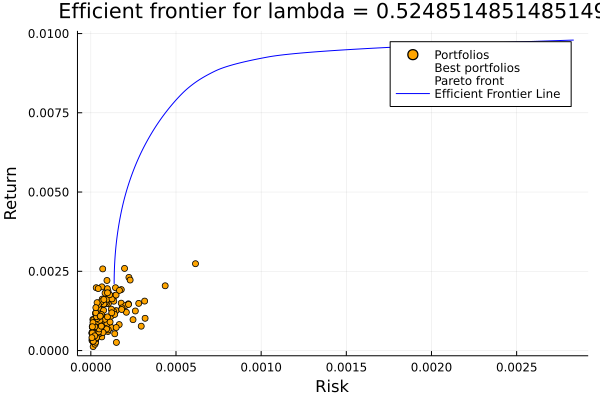 Efficient frontier for lambda = 0.5248514851485149
0.0100
0.0075
0.0050
0.0025
0.0000
Return
Portfolios
Best portfolios
Pareto front
Efficient Frontier Line
0.0000 0.0005 0.0010 0.0015 0.0020 0.0025
Risk